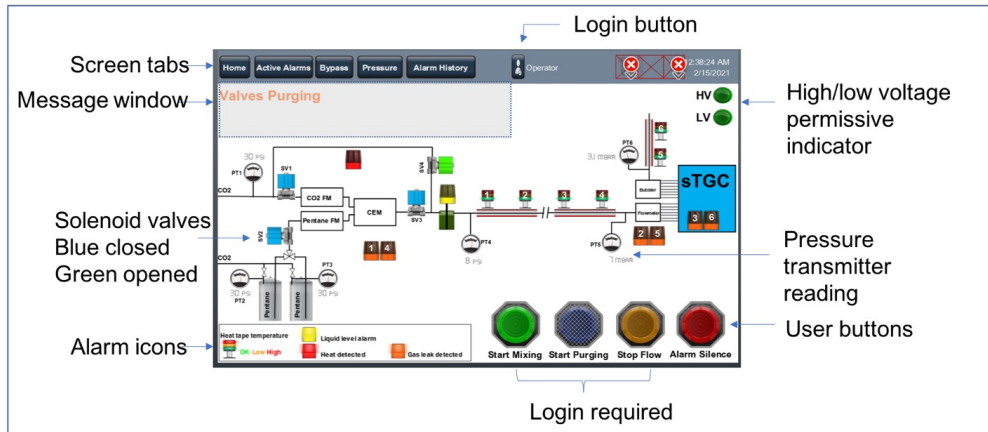 Login button
Screen tabs
Home
Active Alarms
Bypass
Pressure
Alarm History
Operator
2:38:24 AM
2/15/2021
Message window
Valves Purging
HV
LV
High/low voltage
permissive
indicator
30 PSI
PT1
SV1
SV4
PT6
31 mBAR
6
5
sTGC
CO2
CO2 FM
CEM
Pentane FM
SV3
1
2
3
4
Bubbler
Flowmeter
3 6
2 5
Solenoid valves
Blue closed
Green opened
SV2
1 4
PT4
8 PSI
PT5
7 mBAR
Pressure
transmitter
reading
CO2
PT2
30 PSI
PT3
30 PSI
Pentane
Pentane
Alarm icons
Heat tape temperature
OK Low High
Liquid level alarm
Heat detected
Gas leak detected
Start Mixing
Start Purging
Stop Flow
Alarm Silence
User buttons
Login required